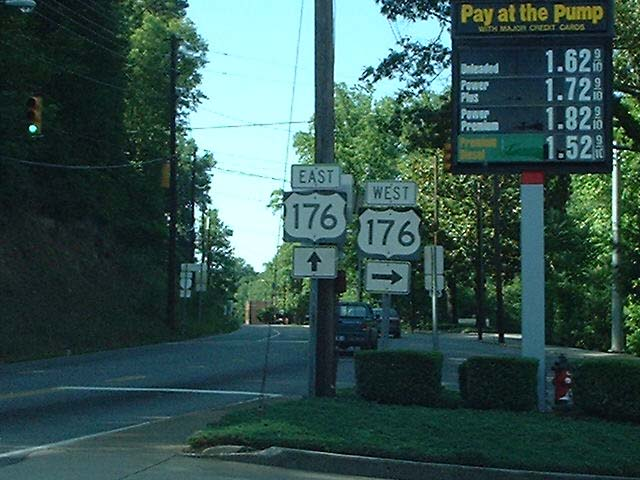 Pay at the Pump
WITH MAJOR CREDIT CARDS
Unleaded 1.62 9/10
Power Plus 1.72 9/10
Power Premium 1.82 9/10
Premium Diesel 1.52 9/10
EAST
176
WEST
176